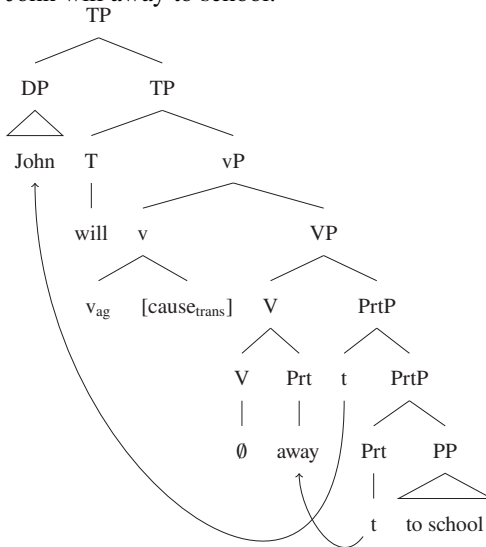 John will away to school.
TP
DP TP
John T vP
will v VP
v_ag [cause_trans] V PrtP
V Prt t PrtP
∅ away Prt PP
t to school